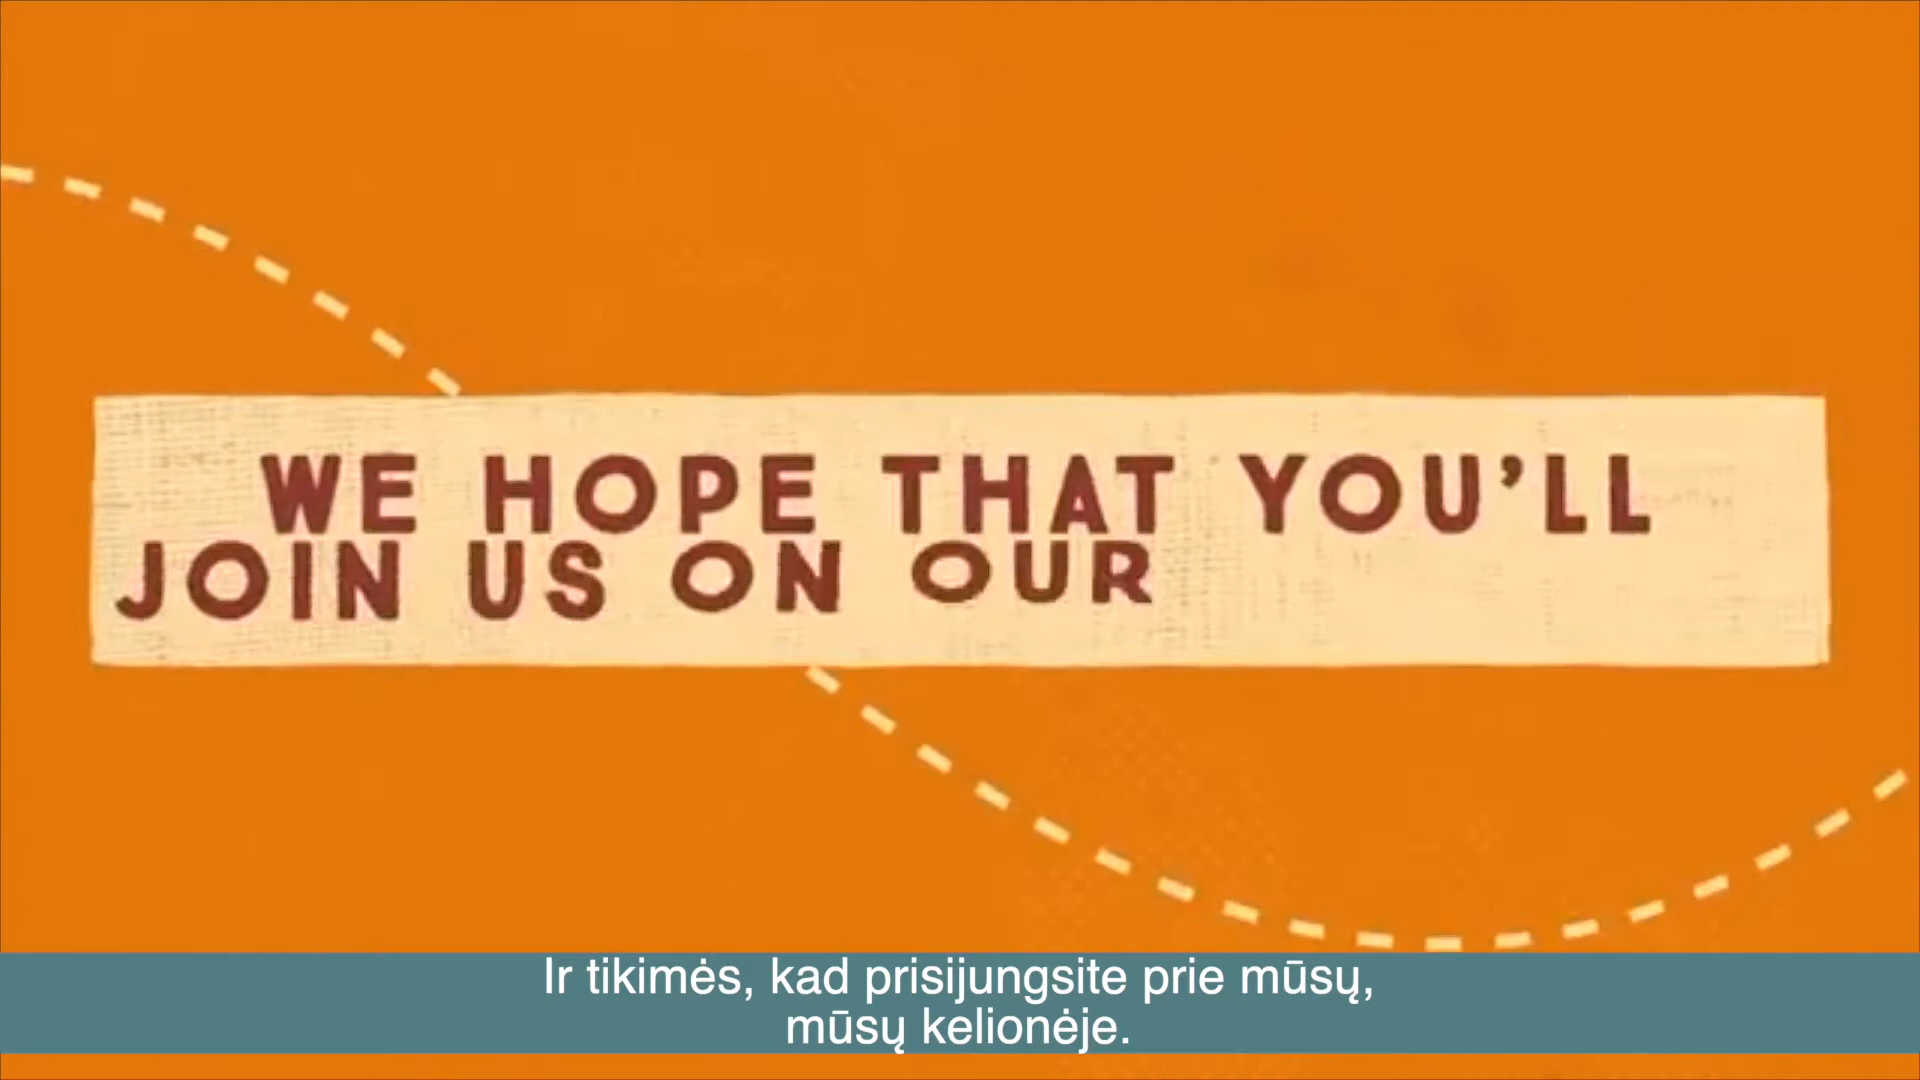 WE HOPE THAT YOU'LL
JOIN US ON OUR
Ir tikimės, kad prisijungsite prie mūsų,
mūsų kelionėje.